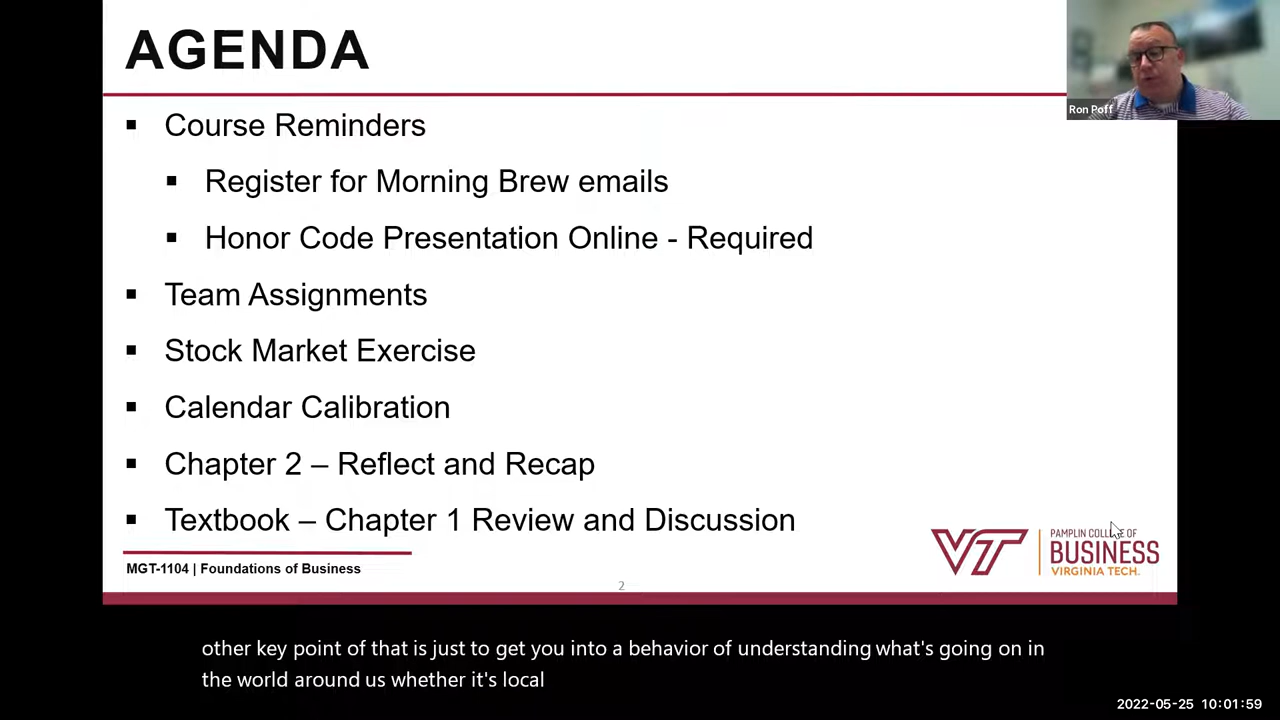 AGENDA
Ron Poff
▪ Course Reminders
▪ Register for Morning Brew emails
▪ Honor Code Presentation Online - Required
▪ Team Assignments
▪ Stock Market Exercise
▪ Calendar Calibration
▪ Chapter 2 – Reflect and Recap
▪ Textbook – Chapter 1 Review and Discussion
MGT-1104 | Foundations of Business
2
VT
PAMPLIN COLLEGE OF
BUSINESS
VIRGINIA TECH.
other key point of that is just to get you into a behavior of understanding what's going on in
the world around us whether it's local
2022-05-25 10:01:59